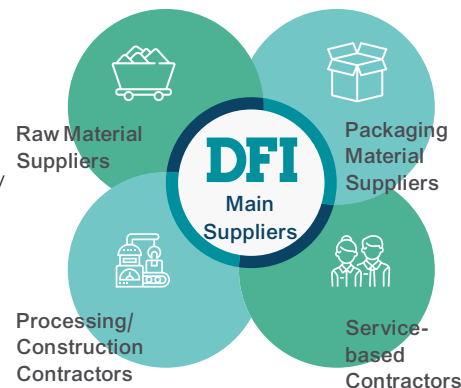 Raw Material
Suppliers
/
Packaging
Material
Suppliers
DFI
Main
Suppliers
Processing/
Construction
Contractors
Service-
based
Contractors